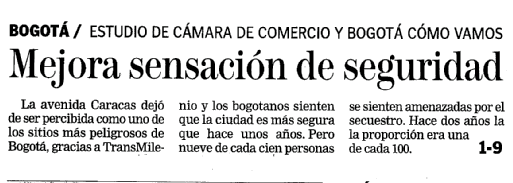 BOGOTÁ / ESTUDIO DE CÁMARA DE COMERCIO Y BOGOTÁ CÓMO VAMOS
Mejora sensación de seguridad
La avenida Caracas dejó
de ser percibida como uno de
los sitios más peligrosos de
Bogotá, gracias a TransMile-
nio y los bogotanos sienten
que la ciudad es más segura
que hace unos años. Pero
nueve de cada cien personas
se sienten amenazadas por el
secuestro. Hace dos años la
la proporción era una
de cada 100. 1-9